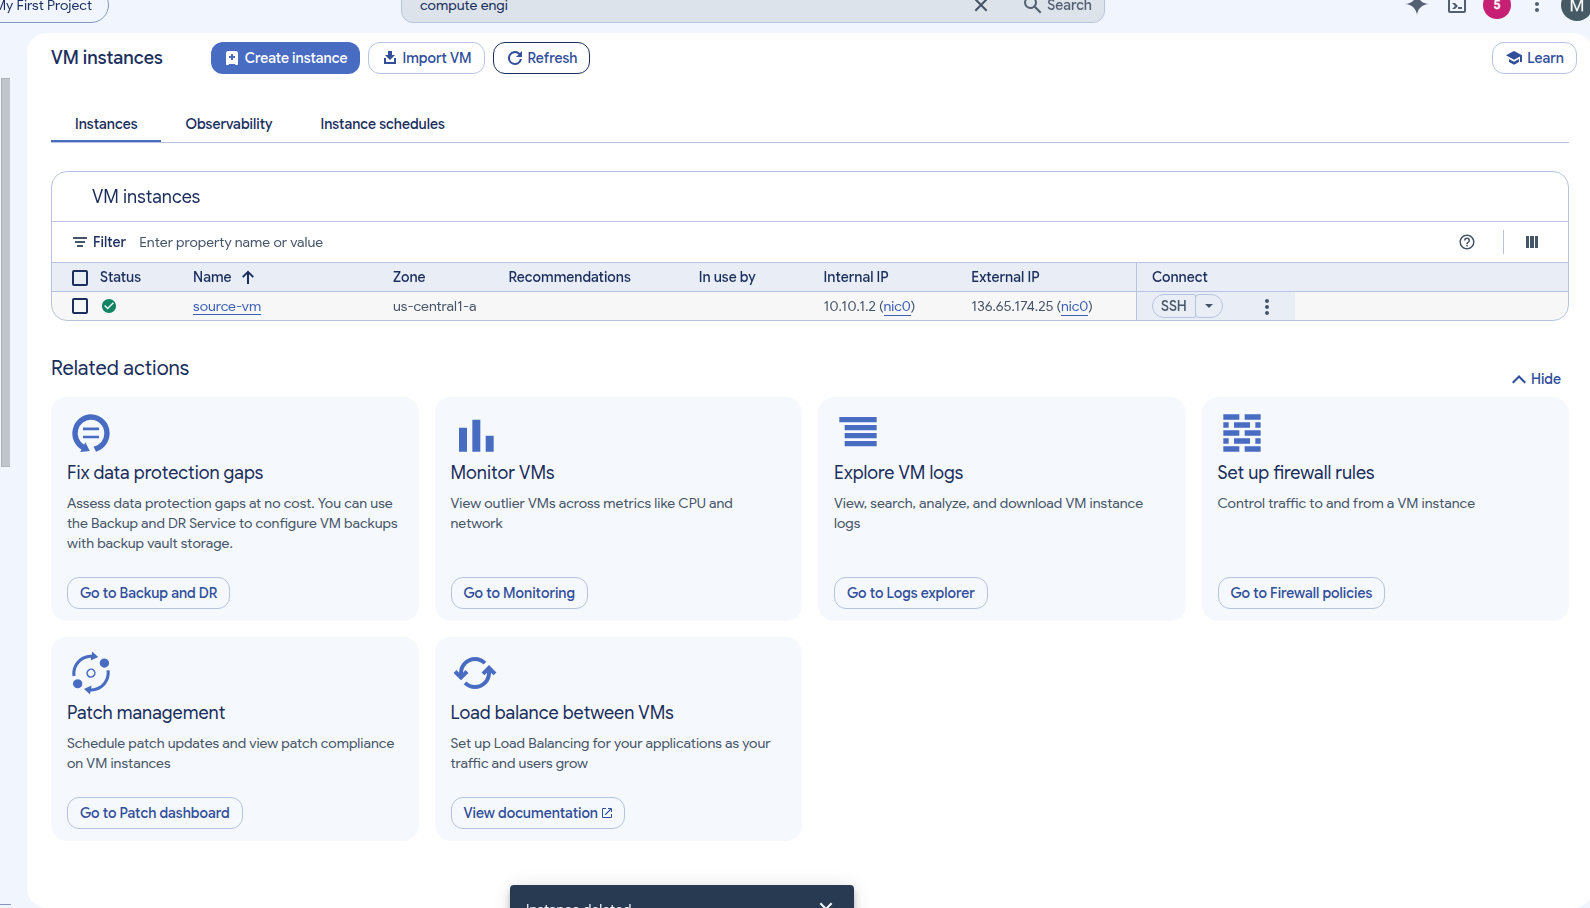 My First Project
compute engi
Search
5
M
VM instances
Create instance
Import VM
Refresh
Learn
Instances
Observability
Instance schedules
VM instances
Filter
Enter property name or value
Status
Name
Zone
Recommendations
In use by
Internal IP
External IP
Connect
source-vm
us-central1-a
10.10.1.2 (nic0)
136.65.174.25 (nic0)
SSH
Related actions
Hide
Fix data protection gaps
Assess data protection gaps at no cost. You can use
the Backup and DR Service to configure VM backups
with backup vault storage.
Go to Backup and DR
Monitor VMs
View outlier VMs across metrics like CPU and
network
Go to Monitoring
Explore VM logs
View, search, analyze, and download VM instance
logs
Go to Logs explorer
Set up firewall rules
Control traffic to and from a VM instance
Go to Firewall policies
Patch management
Schedule patch updates and view patch compliance
on VM instances
Go to Patch dashboard
Load balance between VMs
Set up Load Balancing for your applications as your
traffic and users grow
View documentation
Instance deleted